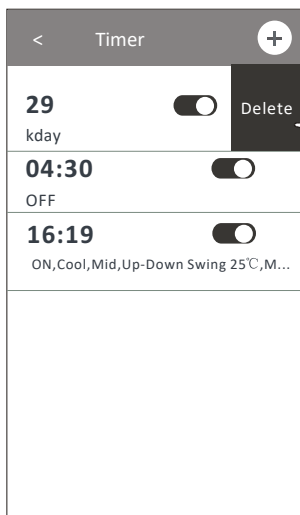 < Timer +
29
kday
Delete
04:30
OFF
16:19
ON,Cool,Mid,Up-Down Swing 25℃,M...